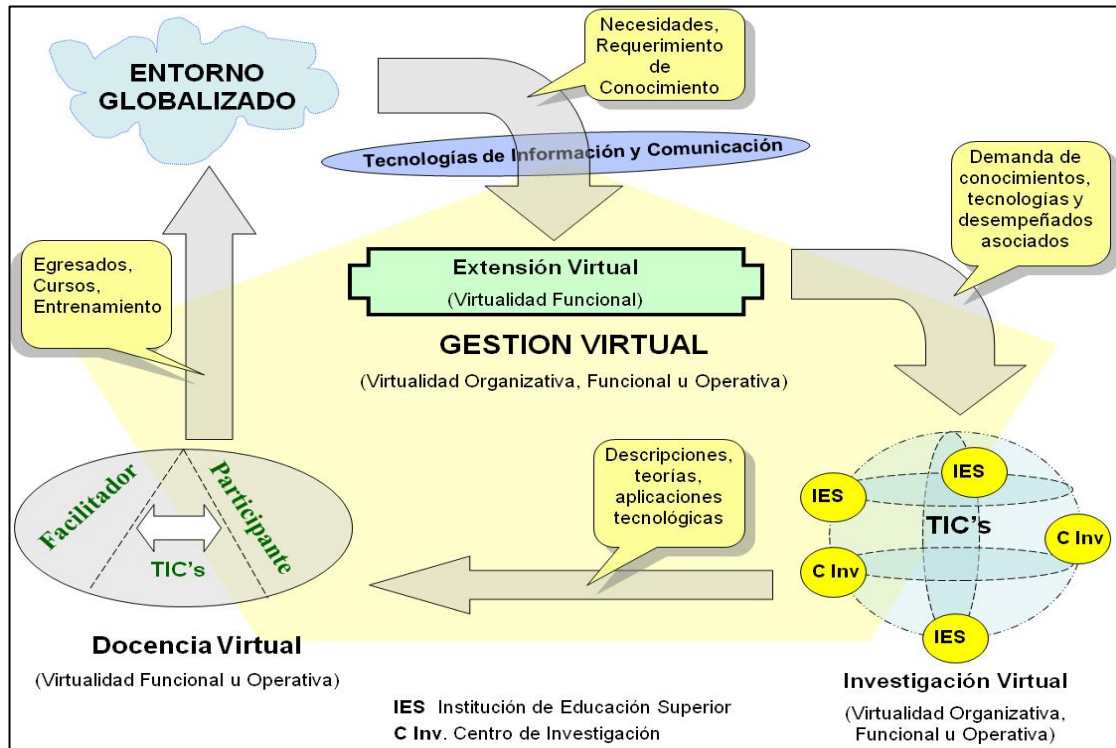 ENTORNO
GLOBALIZADO
Necesidades,
Requerimiento
de
Conocimiento
Tecnologías de Información y Comunicación
Demanda de
conocimientos,
tecnologías y
desempeñados
asociados
Egresados,
Cursos,
Entrenamiento
Extensión Virtual
(Virtualidad Funcional)
GESTION VIRTUAL
(Virtualidad Organizativa, Funcional u Operativa)
Descripciones,
teorías,
aplicaciones
tecnológicas
Facilitador
Participante
TIC's
IES
IES
TIC's
C Inv
C Inv
IES
Docencia Virtual
(Virtualidad Funcional u Operativa)
Investigación Virtual
(Virtualidad Organizativa,
Funcional u Operativa)
IES Institución de Educación Superior
C Inv. Centro de Investigación